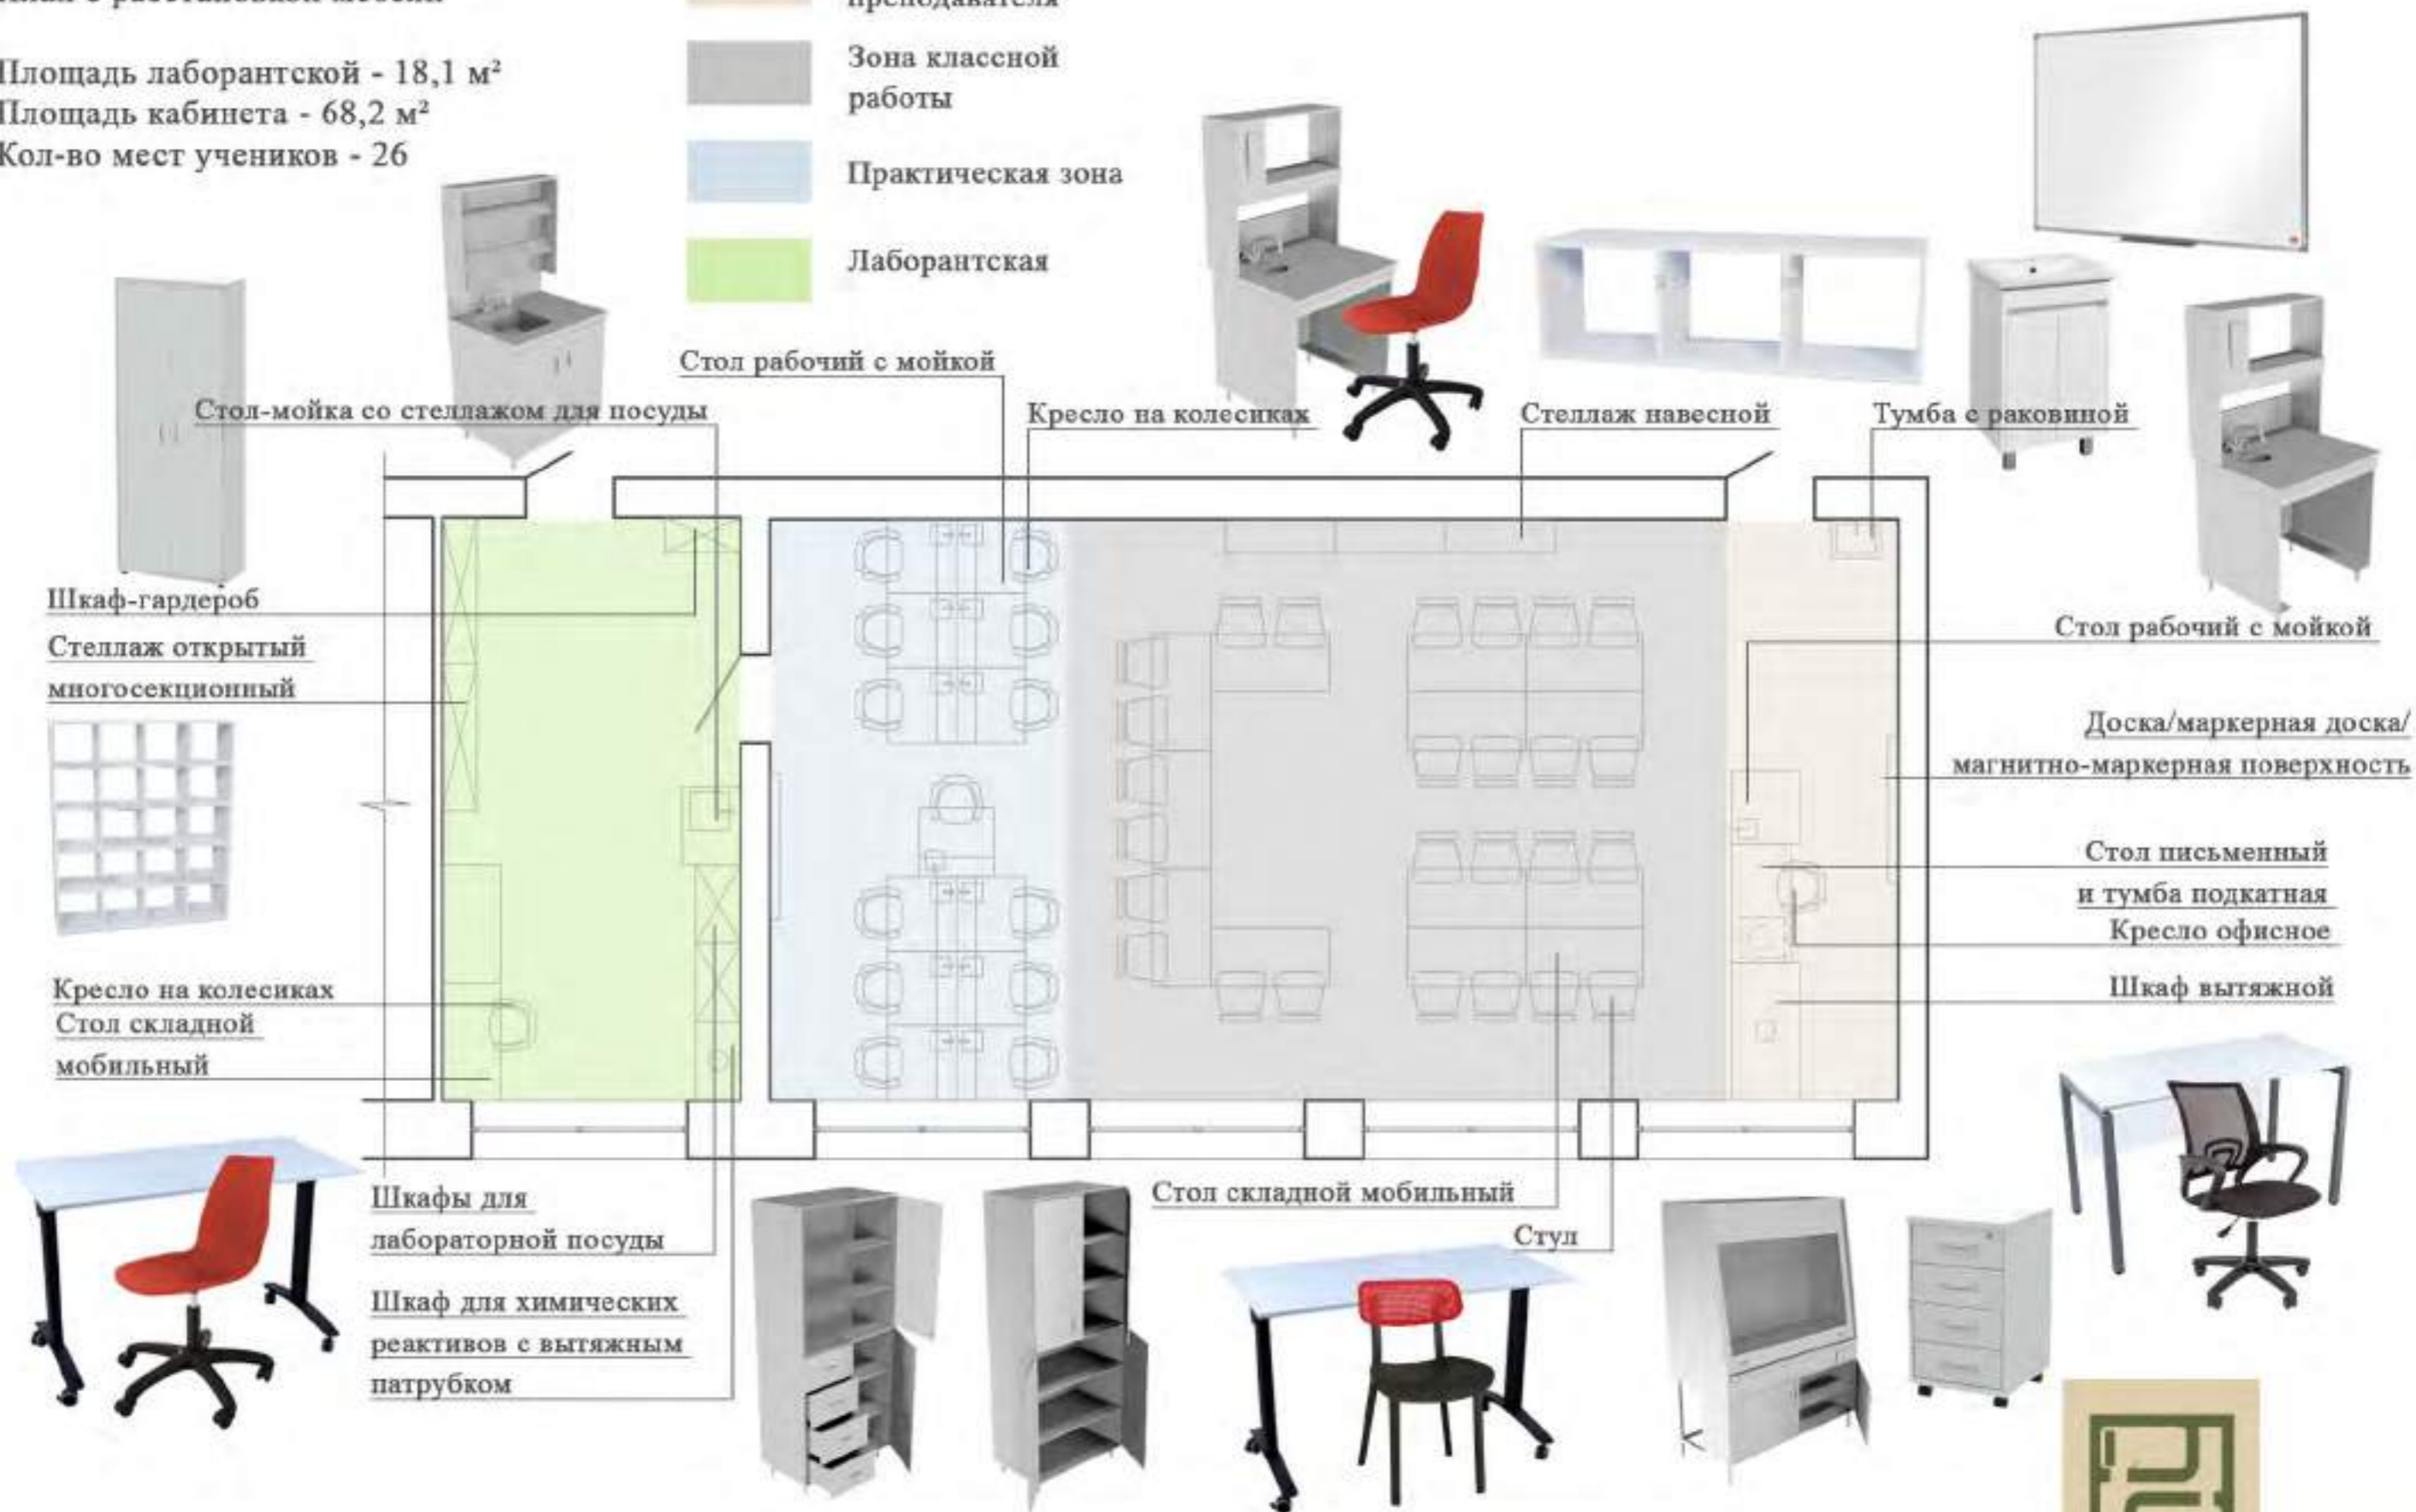 Площадь лаборантской - 18,1 м²
Площадь кабинета - 68,2 м²
Кол-во мест учеников - 26
преподавателя
Зона классной
работы
Практическая зона
Лаборантская
Стол рабочий с мойкой
Стол-мойка со стеллажом для посуды
Кресло на колесиках
Стеллаж навесной
Тумба с раковиной
Шкаф-гардероб
Стеллаж открытый
многосекционный
Стол рабочий с мойкой
Доска/маркерная доска/
магнитно-маркерная поверхность
Стол письменный
и тумба подкатная
Кресло офисное
Шкаф вытяжной
Кресло на колесиках
Стол складной
мобильный
Шкафы для
лабораторной посуды
Шкаф для химических
реактивов с вытяжным
патрубком
Стол складной мобильный
Стул